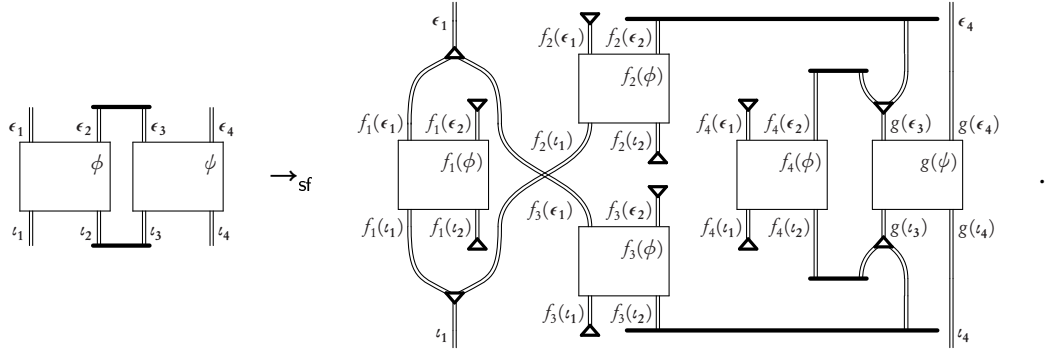 ϵ₁ ϵ₄
f₂(ϵ₁) f₂(ϵ₂)
f₂(ϕ)
ϵ₁ ϵ₂ ϵ₃ ϵ₄ f₁(ϵ₁) f₁(ϵ₂) f₂(ι₁) f₂(ι₂) f₄(ϵ₁) f₄(ϵ₂) g(ϵ₃) g(ϵ₄)
ϕ ψ →sf f₁(ϕ) f₄(ϕ) g(ψ) .
ι₁ ι₂ ι₃ ι₄ f₁(ι₁) f₁(ι₂) f₃(ϵ₁) f₃(ϵ₂) f₄(ι₁) f₄(ι₂) g(ι₃) g(ι₄)
f₃(ϕ)
f₃(ι₁) f₃(ι₂)
ι₁ ι₄